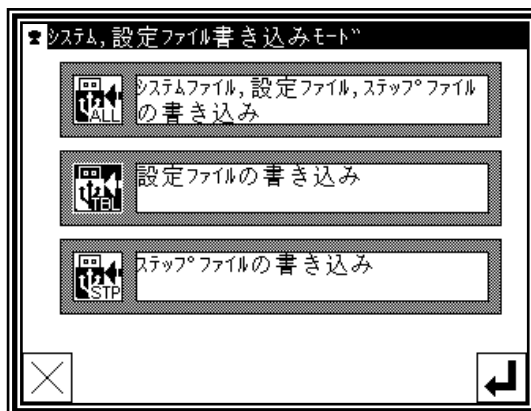 ｼｽﾃﾑ,設定ﾌｧｲﾙ書き込みﾓｰﾄﾞ
ALL
ｼｽﾃﾑﾌｧｲﾙ,設定ﾌｧｲﾙ,ｽﾃｯﾌﾟﾌｧｲﾙ
の書き込み
TBL
設定ﾌｧｲﾙの書き込み
STP
ｽﾃｯﾌﾟﾌｧｲﾙの書き込み